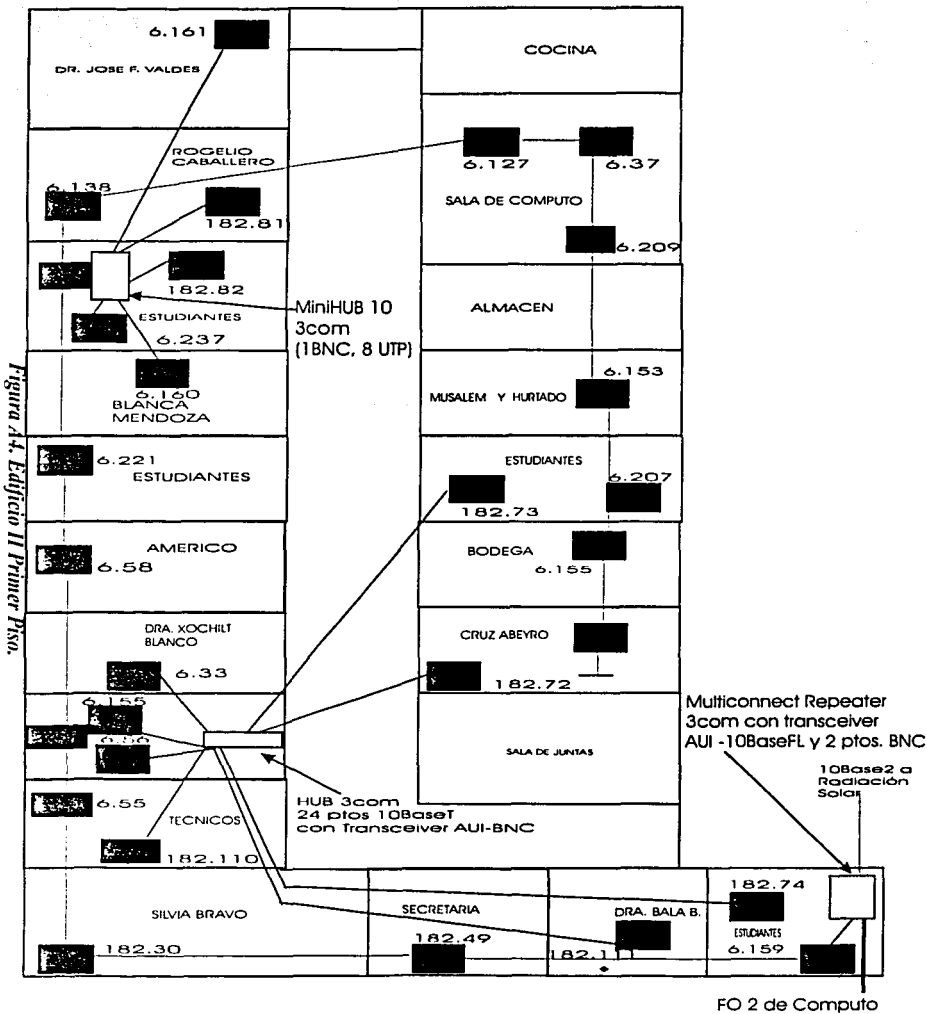 6.161
DR. JOSE F. VALDES
COCINA
ROGELIO
CABALLERO
6.138
182.81
6.127
6.37
SALA DE COMPUTO
6.209
182.82
ESTUDIANTES
6.237
MiniHUB 10
3com
(1BNC, 8 UTP)
ALMACEN
6.160
BLANCA
MENDOZA
6.153
MUSALEM Y HURTADO
6.221
ESTUDIANTES
ESTUDIANTES
6.207
182.73
AMERICO
6.58
BODEGA
6.155
DRA. XOCHILT
BLANCO
6.33
CRUZ ABEYRO
182.72
6.155
6.56
SALA DE JUNTAS
Multiconnect Repeater
3com con transceiver
AUI -10BaseFL y 2 ptos. BNC
10Base2 a
Radiación
Solar
6.55
TECNICOS
182.110
HUB 3com
24 ptos 10BaseT
con Transceiver AUI-BNC
SILVIA BRAVO
182.30
SECRETARIA
182.49
DRA. BALA B.
182.111
182.74
ESTUDIANTES
6.159
FO 2 de Computo
Figura A4. Edificio II Primer Piso.